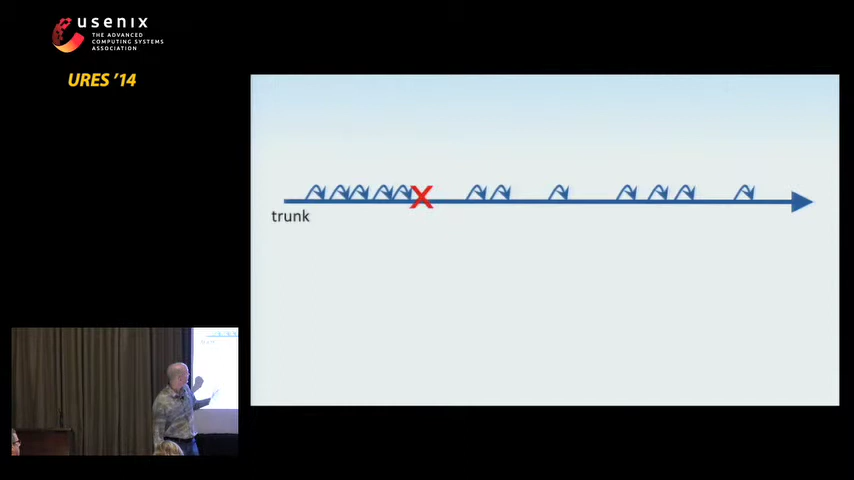 usenix
THE ADVANCED
COMPUTING SYSTEMS
ASSOCIATION
URES '14
X
trunk